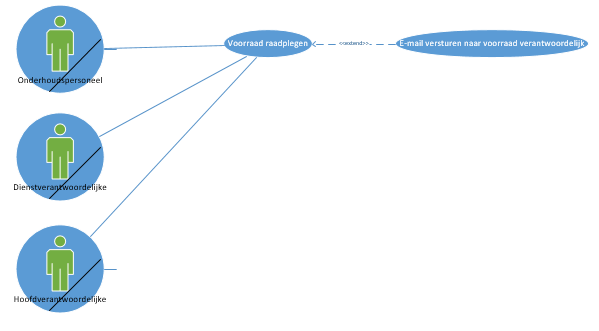 Voorraad raadplegen
<<extend>>
E-mail versturen naar voorraad verantwoordelijk
Onderhoudspersoneel
Dienstverantwoordelijke
Hoofdverantwoordelijke